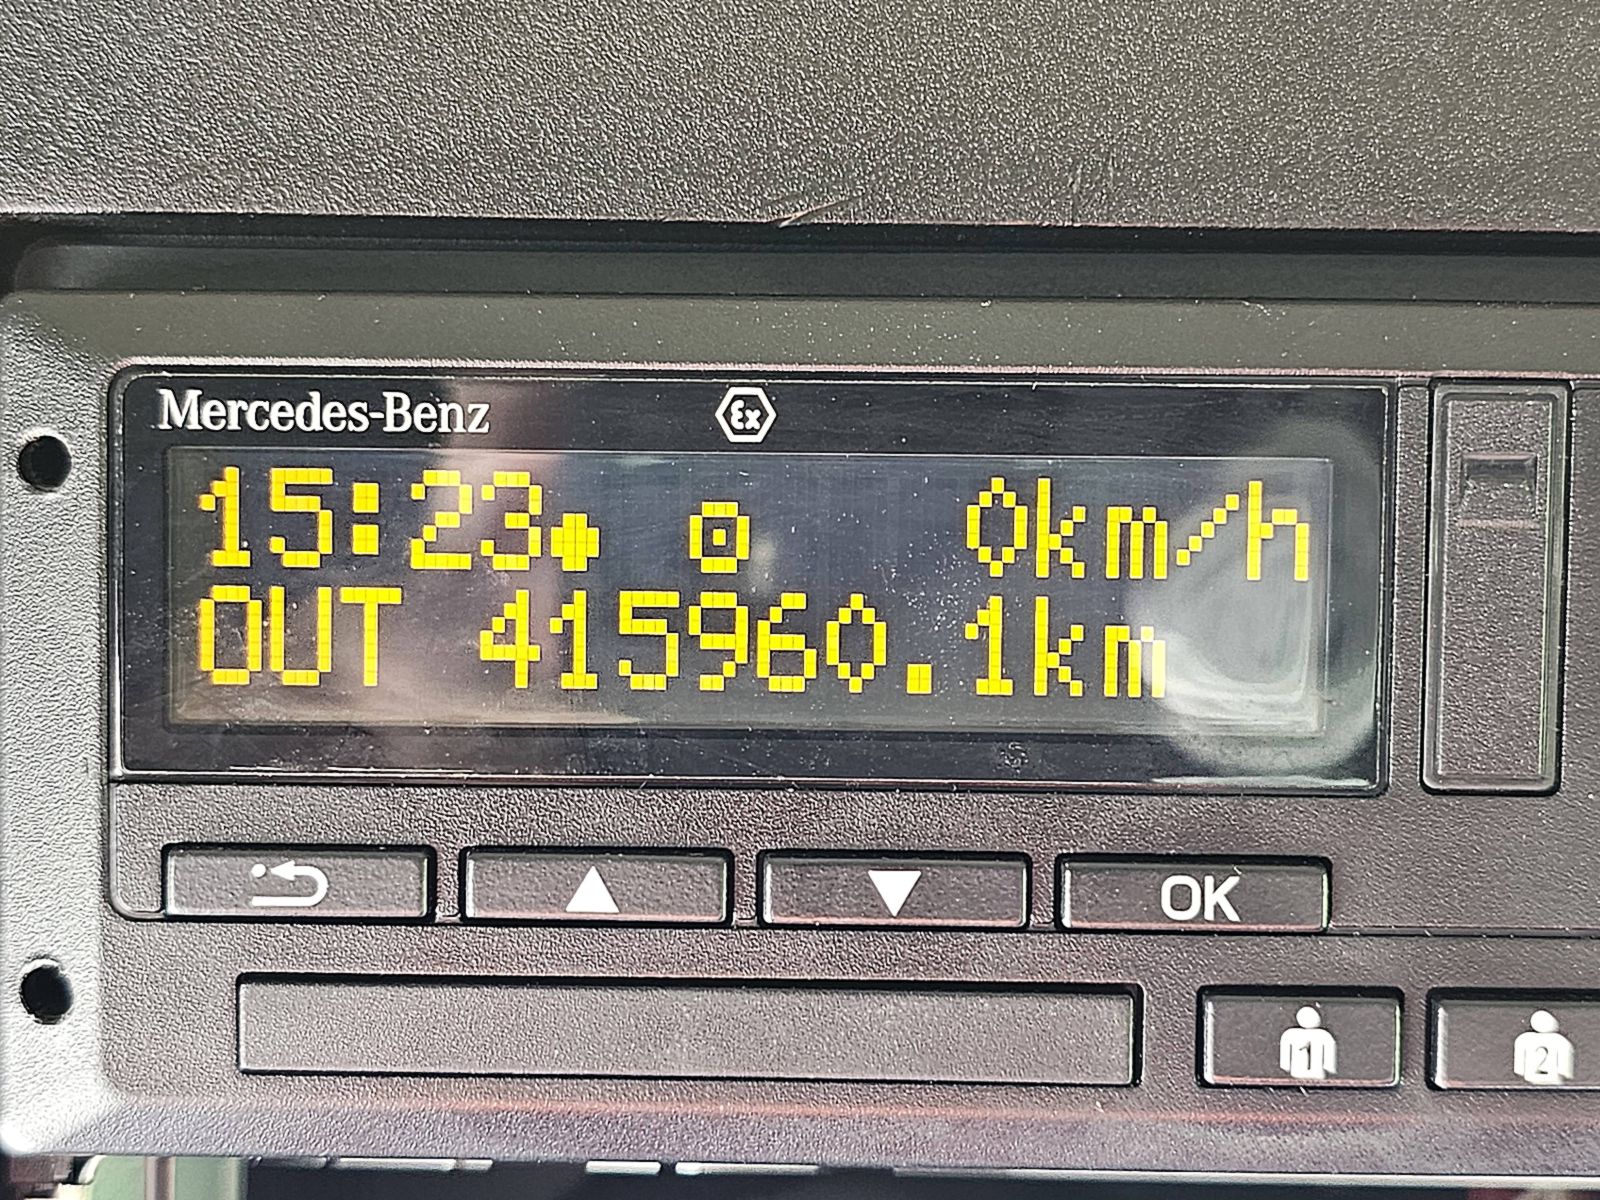 Mercedes-Benz
Ex
15:23 0km/h
OUT 415960.1km
OK
1 2